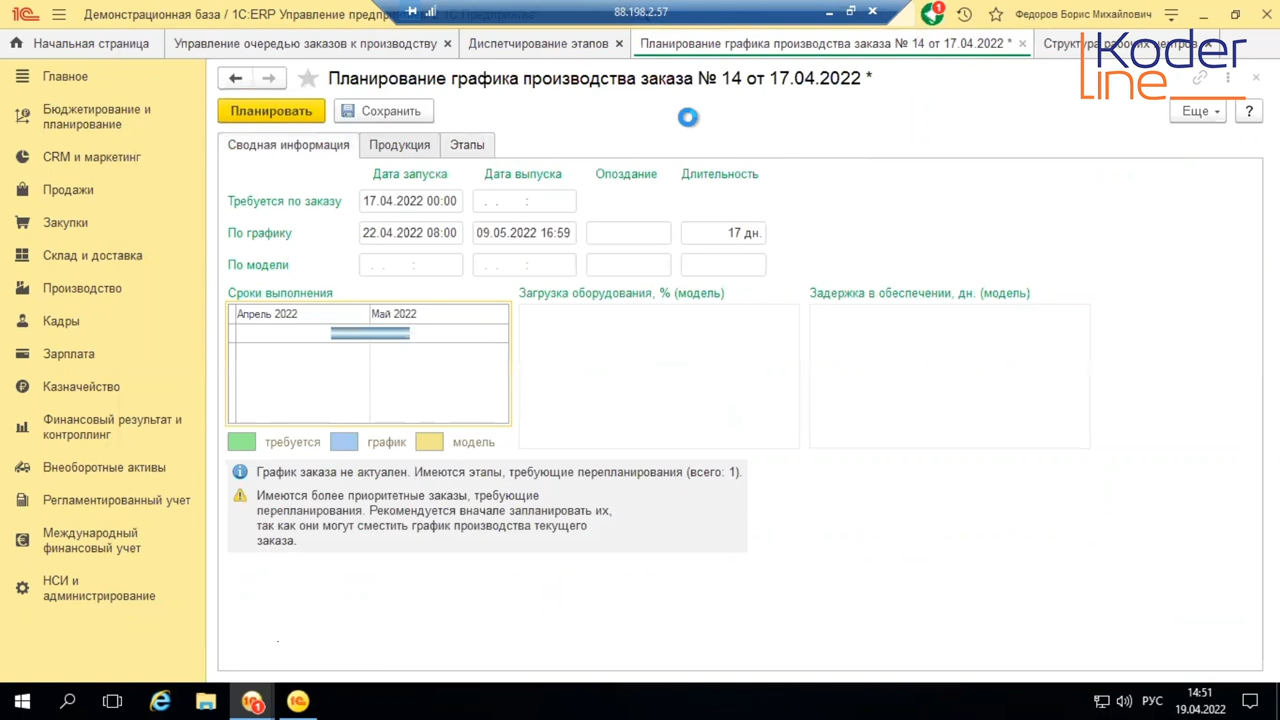 Демонстрационная база / 1С:ERP Управление предпри
88.198.2.57
1
Федоров Борис Михайлович
Начальная страница
Управление очередью заказов к производству ×
Диспетчирование этапов ×
Планирование графика производства заказа № 14 от 17.04.2022 * ×
Структура рабочих центров
Koder
line
Главное
Бюджетирование и
планирование
CRM и маркетинг
Продажи
Закупки
Склад и доставка
Производство
Кадры
Зарплата
Казначейство
Финансовый результат и
контроллинг
Внеоборотные активы
Регламентированный учет
Международный
финансовый учет
НСИ и
администрирование
Планирование графика производства заказа № 14 от 17.04.2022 *
Планировать
Сохранить
Еще
?
Сводная информация
Продукция
Этапы
Дата запуска
Дата выпуска
Опоздание
Длительность
Требуется по заказу
17.04.2022 00:00
. . :
По графику
22.04.2022 08:00
09.05.2022 16:59
17 дн.
По модели
. . :
. . :
Сроки выполнения
Загрузка оборудования, % (модель)
Задержка в обеспечении, дн. (модель)
Апрель 2022
Май 2022
требуется
график
модель
График заказа не актуален. Имеются этапы, требующие перепланирования (всего: 1).
Имеются более приоритетные заказы, требующие
перепланирования. Рекомендуется вначале запланировать их,
так как они могут сместить график производства текущего
заказа.
1
РУС
14:51
19.04.2022